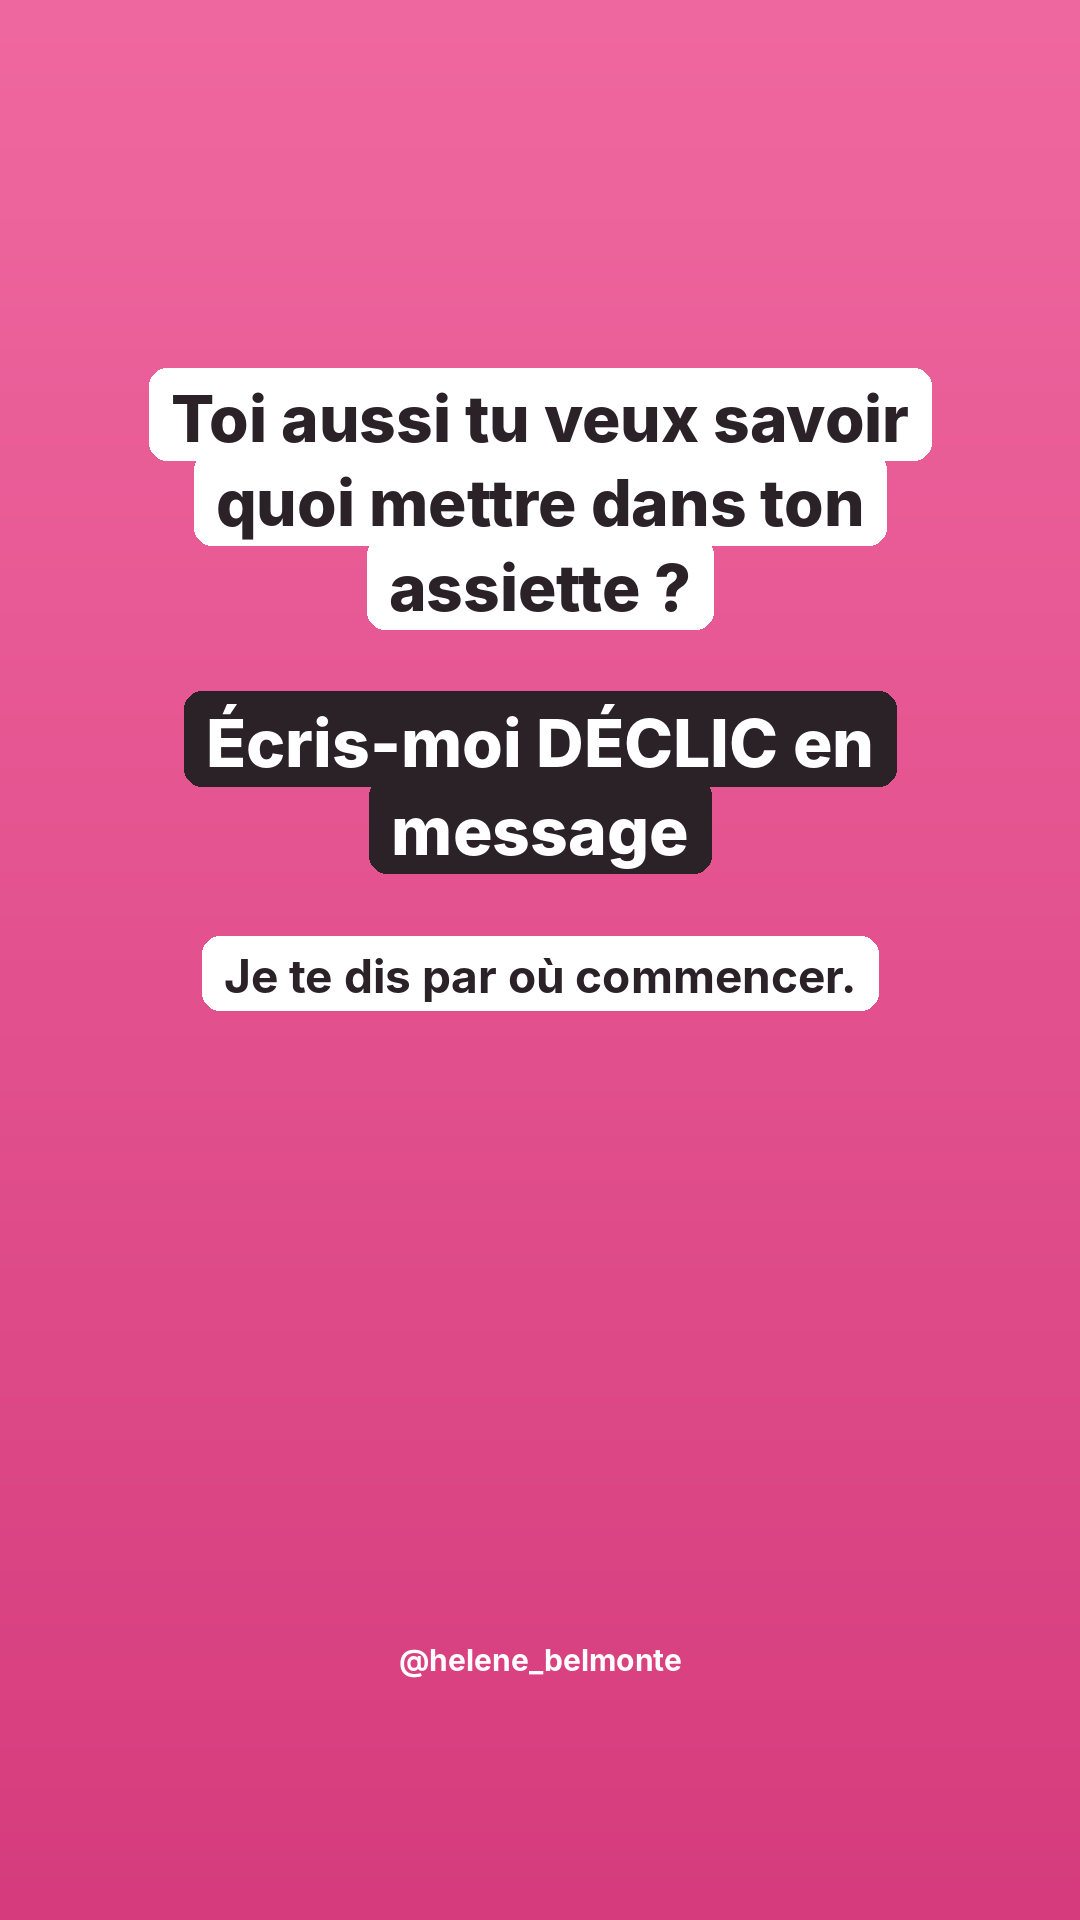 Toi aussi tu veux savoir
quoi mettre dans ton
assiette ?
Écris-moi DÉCLIC en
message
Je te dis par où commencer.
@helene_belmonte